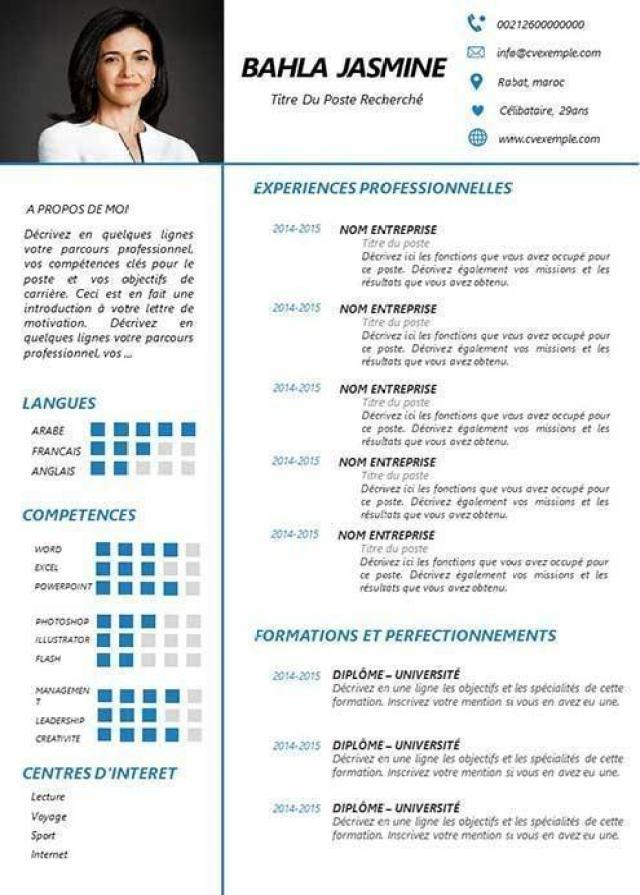 BAHLA JASMINE
Titre Du Poste Recherché
00212600000000
info@cvexemple.com
Rabat, maroc
Célibataire, 29ans
www.cvexemple.com
A PROPOS DE MOI
Décrivez en quelques lignes
votre parcours professionnel,
vos compétences clés pour le
poste et vos objectifs de
carrière. Ceci est en fait une
introduction à votre lettre de
motivation. Décrivez en
quelques lignes votre parcours
professionnel, vos ...
LANGUES
ARABE
FRANCAIS
ANGLAIS
COMPETENCES
WORD
EXCEL
POWERPOINT
PHOTOSHOP
ILLUSTRATOR
FLASH
MANAGEMEN
T
LEADERSHIP
CREATIVITE
CENTRES D'INTERET
Lecture
Voyage
Sport
Internet
EXPERIENCES PROFESSIONNELLES
2014-2015 NOM ENTREPRISE
Titre du poste
Décrivez ici les fonctions que vous avez occupé pour
ce poste. Décrivez également vos missions et les
résultats que vous avez obtenu.
2014-2015 NOM ENTREPRISE
Titre du poste
Décrivez ici les fonctions que vous avez occupé pour
ce poste. Décrivez également vos missions et les
résultats que vous avez obtenu.
2014-2015 NOM ENTREPRISE
Titre du poste
Décrivez ici les fonctions que vous avez occupé pour
ce poste. Décrivez également vos missions et les
résultats que vous avez obtenu.
2014-2015 NOM ENTREPRISE
Titre du poste
Décrivez ici les fonctions que vous avez occupé pour
ce poste. Décrivez également vos missions et les
résultats que vous avez obtenu.
2014-2015 NOM ENTREPRISE
Titre du poste
Décrivez ici les fonctions que vous avez occupé pour
ce poste. Décrivez également vos missions et les
résultats que vous avez obtenu.
FORMATIONS ET PERFECTIONNEMENTS
2014-2015 DIPLÔME – UNIVERSITÉ
Décrivez en une ligne les objectifs et les spécialités de cette
formation. Inscrivez votre mention si vous en avez eu une.
2014-2015 DIPLÔME – UNIVERSITÉ
Décrivez en une ligne les objectifs et les spécialités de cette
formation. Inscrivez votre mention si vous en avez eu une.
2014-2015 DIPLÔME – UNIVERSITÉ
Décrivez en une ligne les objectifs et les spécialités de cette
formation. Inscrivez votre mention si vous en avez eu une.